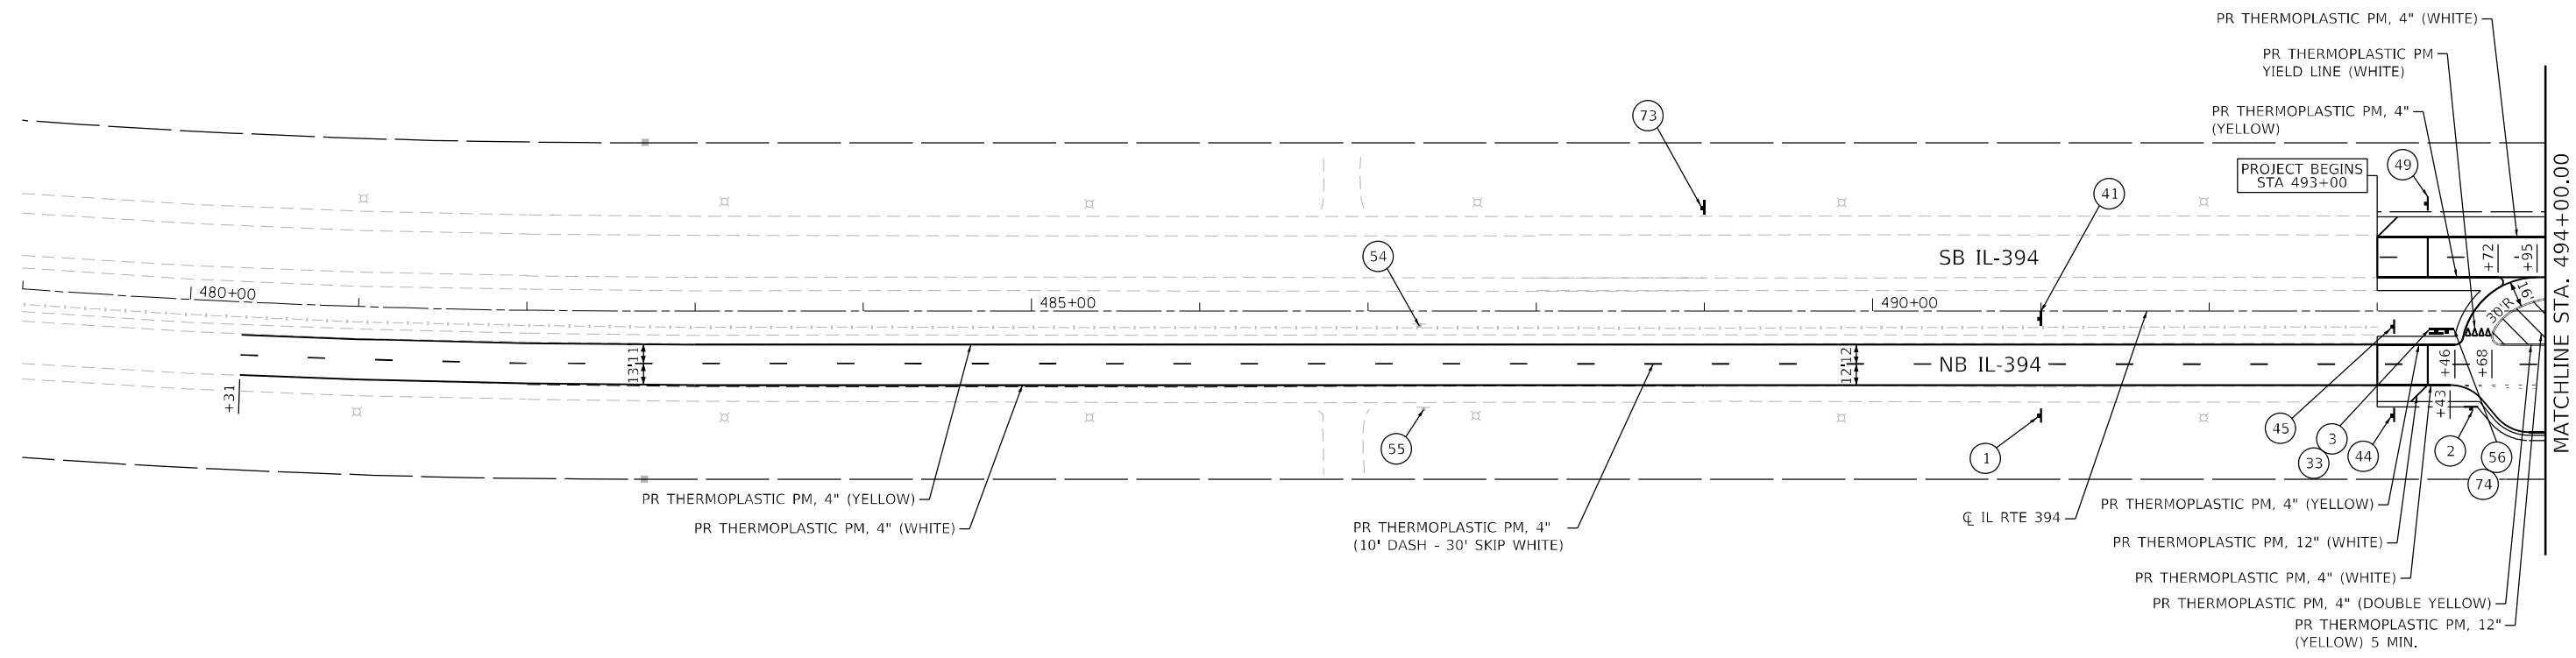 PR THERMOPLASTIC PM, 4" (WHITE)
PR THERMOPLASTIC PM
YIELD LINE (WHITE)
PR THERMOPLASTIC PM, 4"
(YELLOW)
73
PROJECT BEGINS
STA 493+00
49
41
54
SB IL-394
+72
+95
480+00
485+00
490+00
16'
30'R
13' 11'
12' 12'
NB IL-394
+46
+68
+31
+43
MATCHLINE STA. 494+00.00
55
1
45
3
33
44
2
56
74
PR THERMOPLASTIC PM, 4" (YELLOW)
PR THERMOPLASTIC PM, 4" (WHITE)
PR THERMOPLASTIC PM, 4"
(10' DASH - 30' SKIP WHITE)
℄ IL RTE 394
PR THERMOPLASTIC PM, 4" (YELLOW)
PR THERMOPLASTIC PM, 12" (WHITE)
PR THERMOPLASTIC PM, 4" (WHITE)
PR THERMOPLASTIC PM, 4" (DOUBLE YELLOW)
PR THERMOPLASTIC PM, 12"
(YELLOW) 5 MIN.